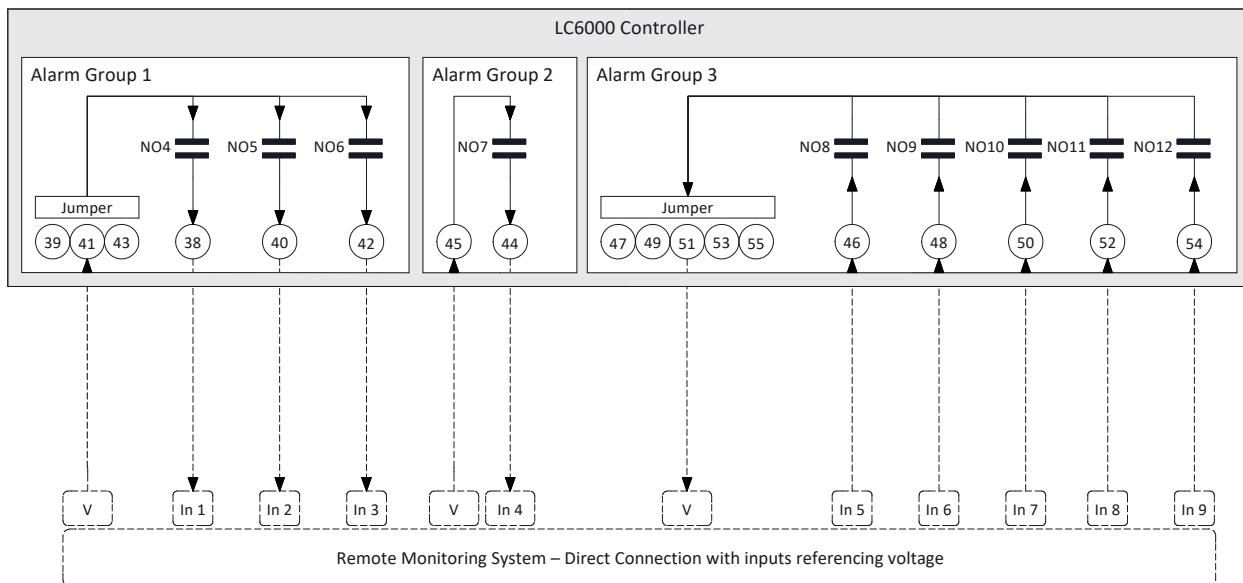 LC6000 Controller
Alarm Group 1
Alarm Group 2
Alarm Group 3
NO4
NO5
NO6
NO7
NO8
NO9
NO10
NO11
NO12
Jumper
Jumper
39 41 43 38 40 42 45 44 47 49 51 53 55 46 48 50 52 54
V In 1 In 2 In 3 V In 4 V In 5 In 6 In 7 In 8 In 9
Remote Monitoring System – Direct Connection with inputs referencing voltage